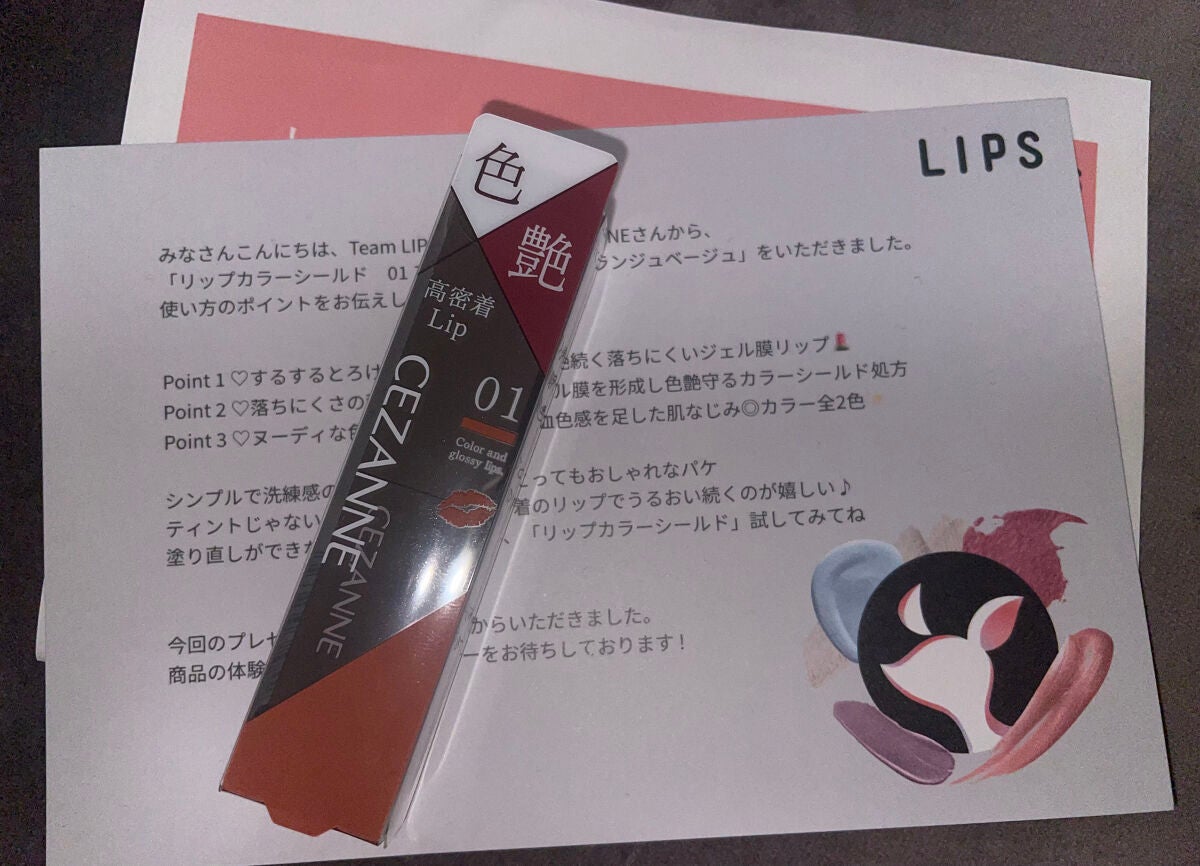 LIPS
みなさんこんにちは、Team LIP NEさんから、
「リップカラーシールド 01 ランジュベージュ」をいただきました。
使い方のポイントをお伝えし
Point 1♡するするととろけ 続く落ちにくいジェル膜リップ💄
Point 2♡落ちにくさの ル膜を形成し色艶守るカラーシールド処方
Point 3♡ヌーディな色 血色感を足した肌なじみ◎カラー全2色
シンプルで洗練感の とってもおしゃれなパケ
ティントじゃない 着のリップでうるおい続くのが嬉しい♪
塗り直しができな 、「リップカラーシールド」試してみてね
今回のプレゼ からいただきました。
商品の体験 ーをお待ちしております!
色
艶
高密着
Lip
CEZANNE
01
Color and
glossy lips.
CEZANNE